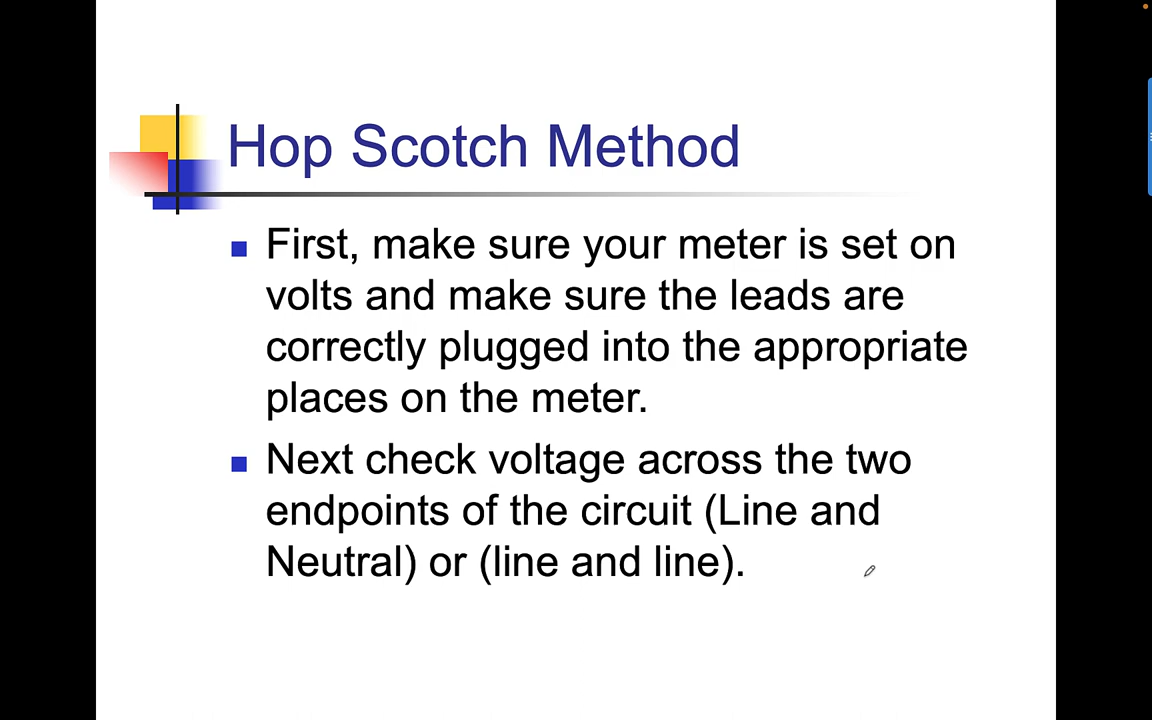 Hop Scotch Method
First, make sure your meter is set on
volts and make sure the leads are
correctly plugged into the appropriate
places on the meter.
Next check voltage across the two
endpoints of the circuit (Line and
Neutral) or (line and line).